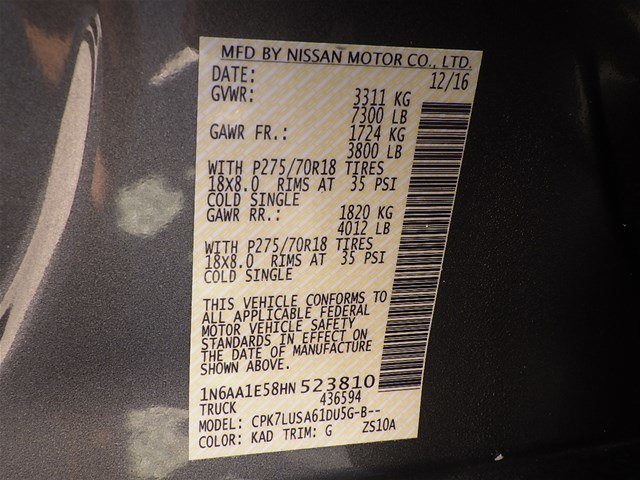 MFD BY NISSAN MOTOR CO., LTD.
DATE: 12/16
GVWR: 3311 KG
7300 LB
GAWR FR.: 1724 KG
3800 LB
WITH P275/70R18 TIRES
18X8.0 RIMS AT 35 PSI
COLD SINGLE
GAWR RR.: 1820 KG
4012 LB
WITH P275/70R18 TIRES
18X8.0 RIMS AT 35 PSI
COLD SINGLE
THIS VEHICLE CONFORMS TO
ALL APPLICABLE FEDERAL
MOTOR VEHICLE SAFETY
STANDARDS IN EFFECT ON
THE DATE OF MANUFACTURE
SHOWN ABOVE.
1N6AA1E58HN 523810
TRUCK 436594
MODEL: CPK7LUSA61DU5G-B--
COLOR: KAD TRIM: G ZS10A